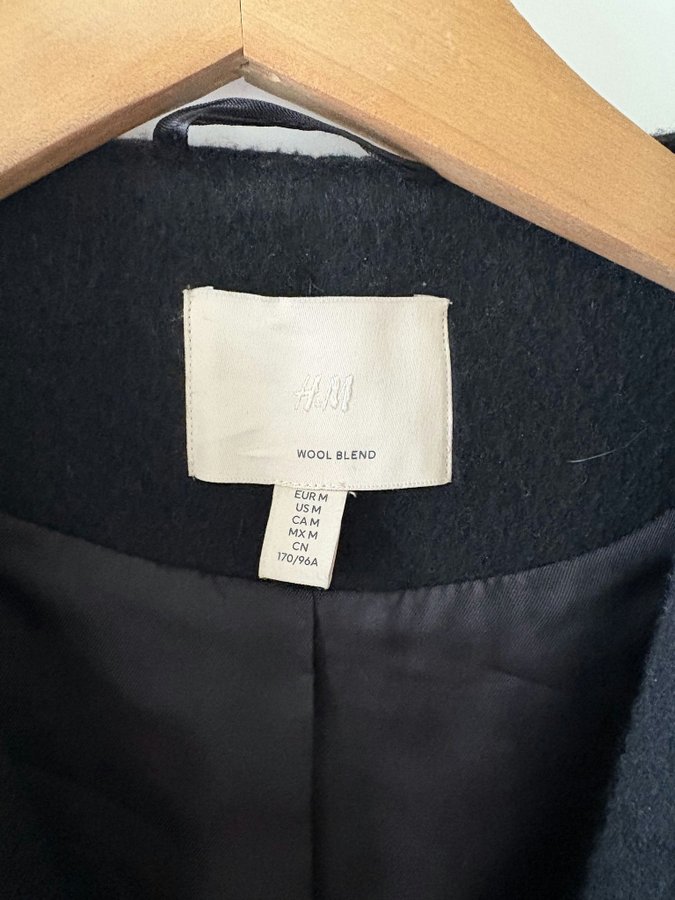 H&M
WOOL BLEND
EUR M
US M
CA M
MX M
CN
170/96A